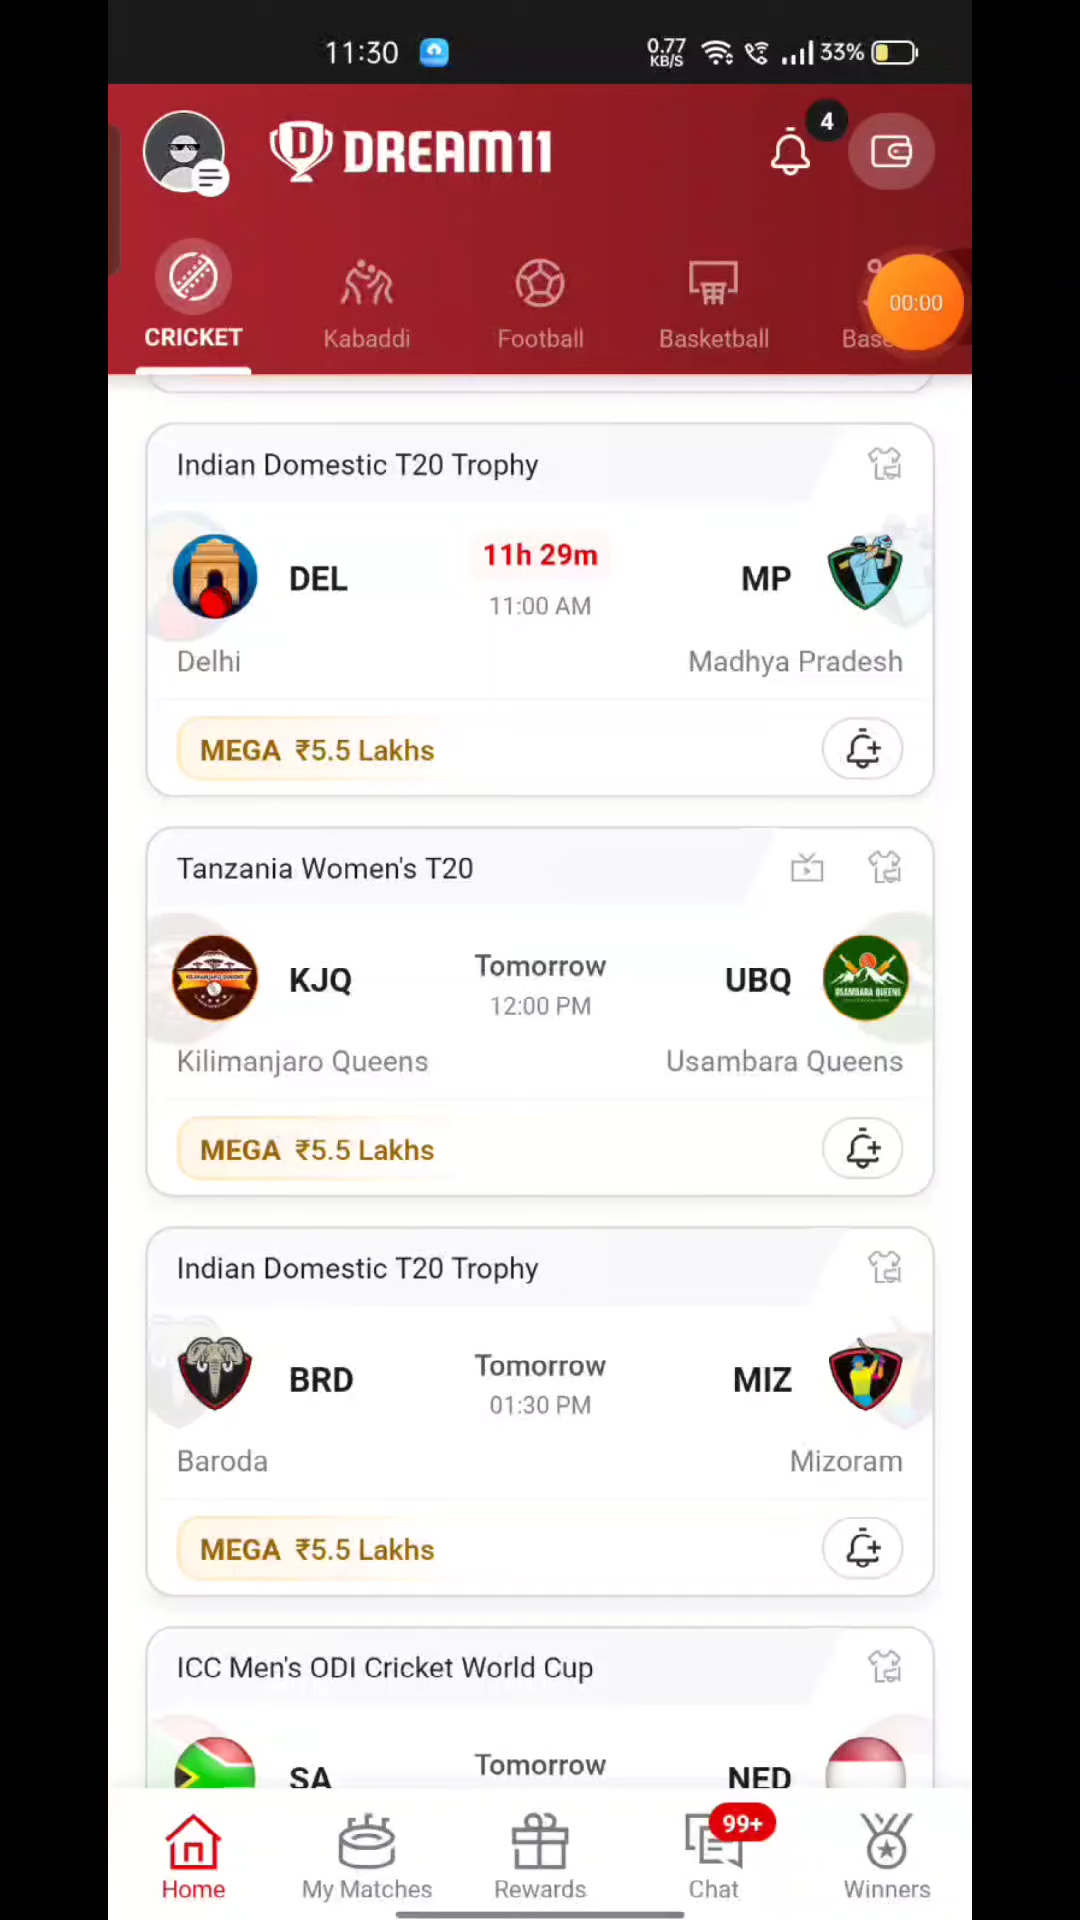 11:30
0.77
KB/S
33%
DREAM11
4
CRICKET
Kabaddi
Football
Basketball
00:00
Indian Domestic T20 Trophy
DEL
11h 29m
11:00 AM
MP
Delhi
Madhya Pradesh
MEGA ₹5.5 Lakhs
Tanzania Women's T20
KJQ
Tomorrow
12:00 PM
UBQ
Kilimanjaro Queens
Usambara Queens
MEGA ₹5.5 Lakhs
Indian Domestic T20 Trophy
BRD
Tomorrow
01:30 PM
MIZ
Baroda
Mizoram
MEGA ₹5.5 Lakhs
ICC Men's ODI Cricket World Cup
SA
Tomorrow
NED
99+
Home
My Matches
Rewards
Chat
Winners